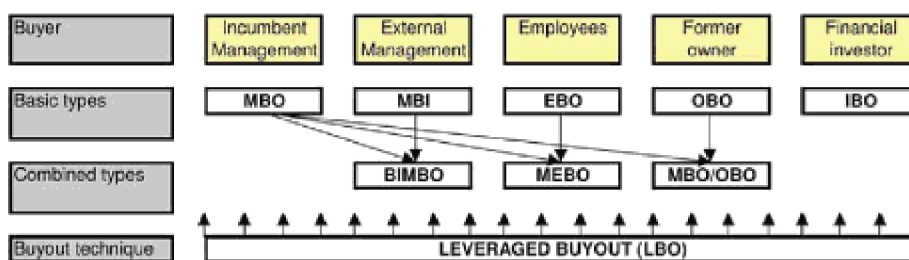 Buyer
Incumbent
Management
External
Management
Employees
Former
owner
Financial
investor
Basic types
MBO
MBI
EBO
OBO
IBO
Combined types
BIMBO
MEBO
MBO/OBO
Buyout technique
LEVERAGED BUYOUT (LBO)